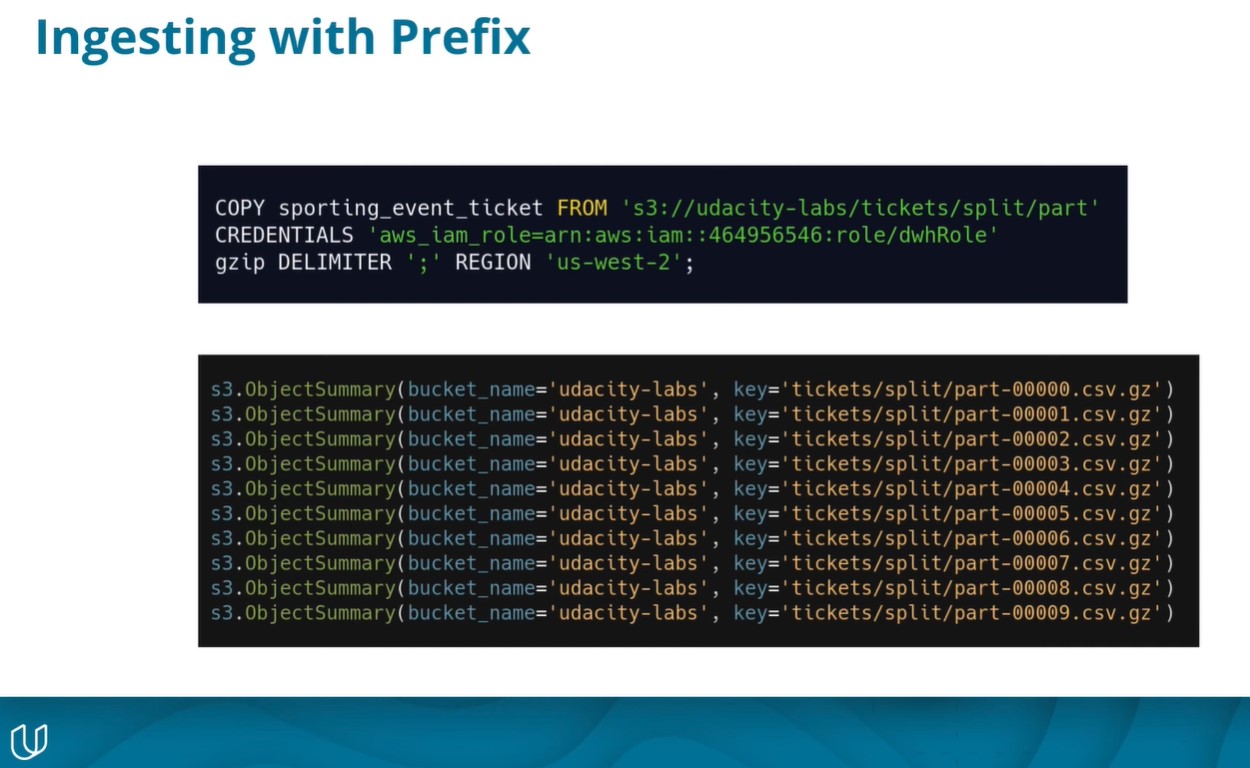 Ingesting with Prefix
COPY sporting_event_ticket FROM 's3://udacity-labs/tickets/split/part'
CREDENTIALS 'aws_iam_role=arn:aws:iam::464956546:role/dwhRole'
gzip DELIMITER ';' REGION 'us-west-2';
s3.ObjectSummary(bucket_name='udacity-labs', key='tickets/split/part-00000.csv.gz')
s3.ObjectSummary(bucket_name='udacity-labs', key='tickets/split/part-00001.csv.gz')
s3.ObjectSummary(bucket_name='udacity-labs', key='tickets/split/part-00002.csv.gz')
s3.ObjectSummary(bucket_name='udacity-labs', key='tickets/split/part-00003.csv.gz')
s3.ObjectSummary(bucket_name='udacity-labs', key='tickets/split/part-00004.csv.gz')
s3.ObjectSummary(bucket_name='udacity-labs', key='tickets/split/part-00005.csv.gz')
s3.ObjectSummary(bucket_name='udacity-labs', key='tickets/split/part-00006.csv.gz')
s3.ObjectSummary(bucket_name='udacity-labs', key='tickets/split/part-00007.csv.gz')
s3.ObjectSummary(bucket_name='udacity-labs', key='tickets/split/part-00008.csv.gz')
s3.ObjectSummary(bucket_name='udacity-labs', key='tickets/split/part-00009.csv.gz')